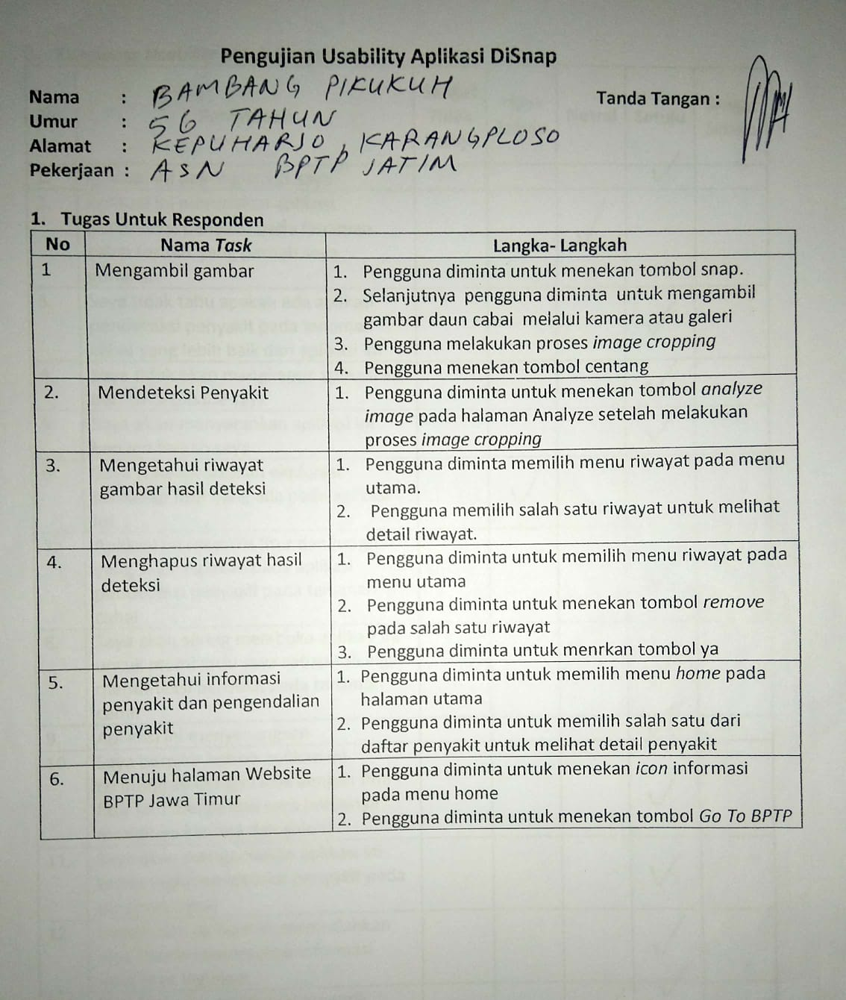 Pengujian Usability Aplikasi DiSnap
Nama : BAMBANG PIKUKUH
Tanda Tangan :
Umur : 56 TAHUN
Alamat : KEPUHARJO, KARANGPLOSO
Pekerjaan : ASN BPTP JATIM
1. Tugas Untuk Responden
No Nama Task Langka- Langkah
1 Mengambil gambar 1. Pengguna diminta untuk menekan tombol snap.
2. Selanjutnya pengguna diminta untuk mengambil
gambar daun cabai melalui kamera atau galeri
3. Pengguna melakukan proses image cropping
4. Pengguna menekan tombol centang
2. Mendeteksi Penyakit 1. Pengguna diminta untuk menekan tombol analyze
image pada halaman Analyze setelah melakukan
proses image cropping
3. Mengetahui riwayat 1. Pengguna diminta memilih menu riwayat pada menu
gambar hasil deteksi utama.
2. Pengguna memilih salah satu riwayat untuk melihat
detail riwayat.
4. Menghapus riwayat hasil 1. Pengguna diminta untuk memilih menu riwayat pada
deteksi menu utama
2. Pengguna diminta untuk menekan tombol remove
pada salah satu riwayat
3. Pengguna diminta untuk menrkan tombol ya
5. Mengetahui informasi 1. Pengguna diminta untuk memilih menu home pada
penyakit dan pengendalian halaman utama
penyakit 2. Pengguna diminta untuk memilih salah satu dari
daftar penyakit untuk melihat detail penyakit
6. Menuju halaman Website 1. Pengguna diminta untuk menekan icon informasi
BPTP Jawa Timur pada menu home
2. Pengguna diminta untuk menekan tombol Go To BPTP